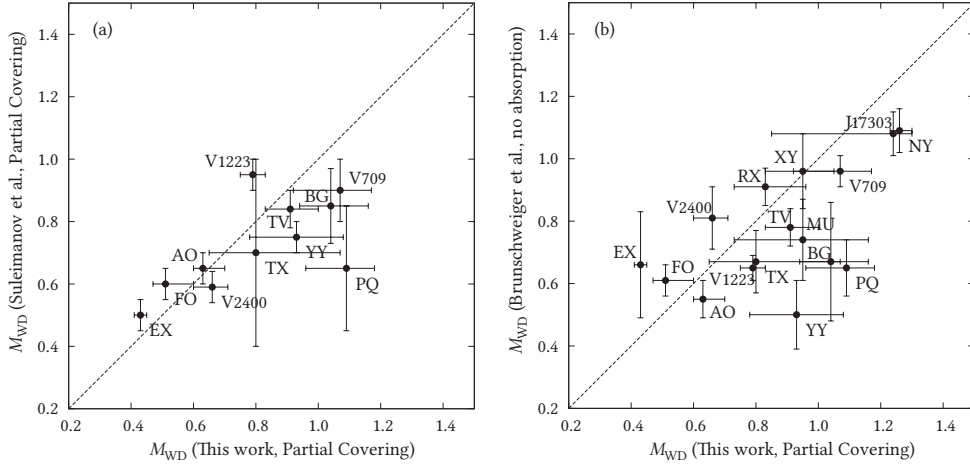 (a)
M_WD (Suleimanov et al., Partial Covering)
1.4
1.2
1.0
0.8
0.6
0.4
0.2
V1223
V709
BG
TV
YY
AO
TX
PQ
FO
V2400
EX
0.2 0.4 0.6 0.8 1.0 1.2 1.4
M_WD (This work, Partial Covering)
(b)
M_WD (Brunschweiger et al., no absorption)
1.4
1.2
1.0
0.8
0.6
0.4
0.2
J17303
NY
XY
RX
V709
V2400
TV
MU
EX
FO
V1223
TX
BG
PQ
AO
YY
0.2 0.4 0.6 0.8 1.0 1.2 1.4
M_WD (This work, Partial Covering)